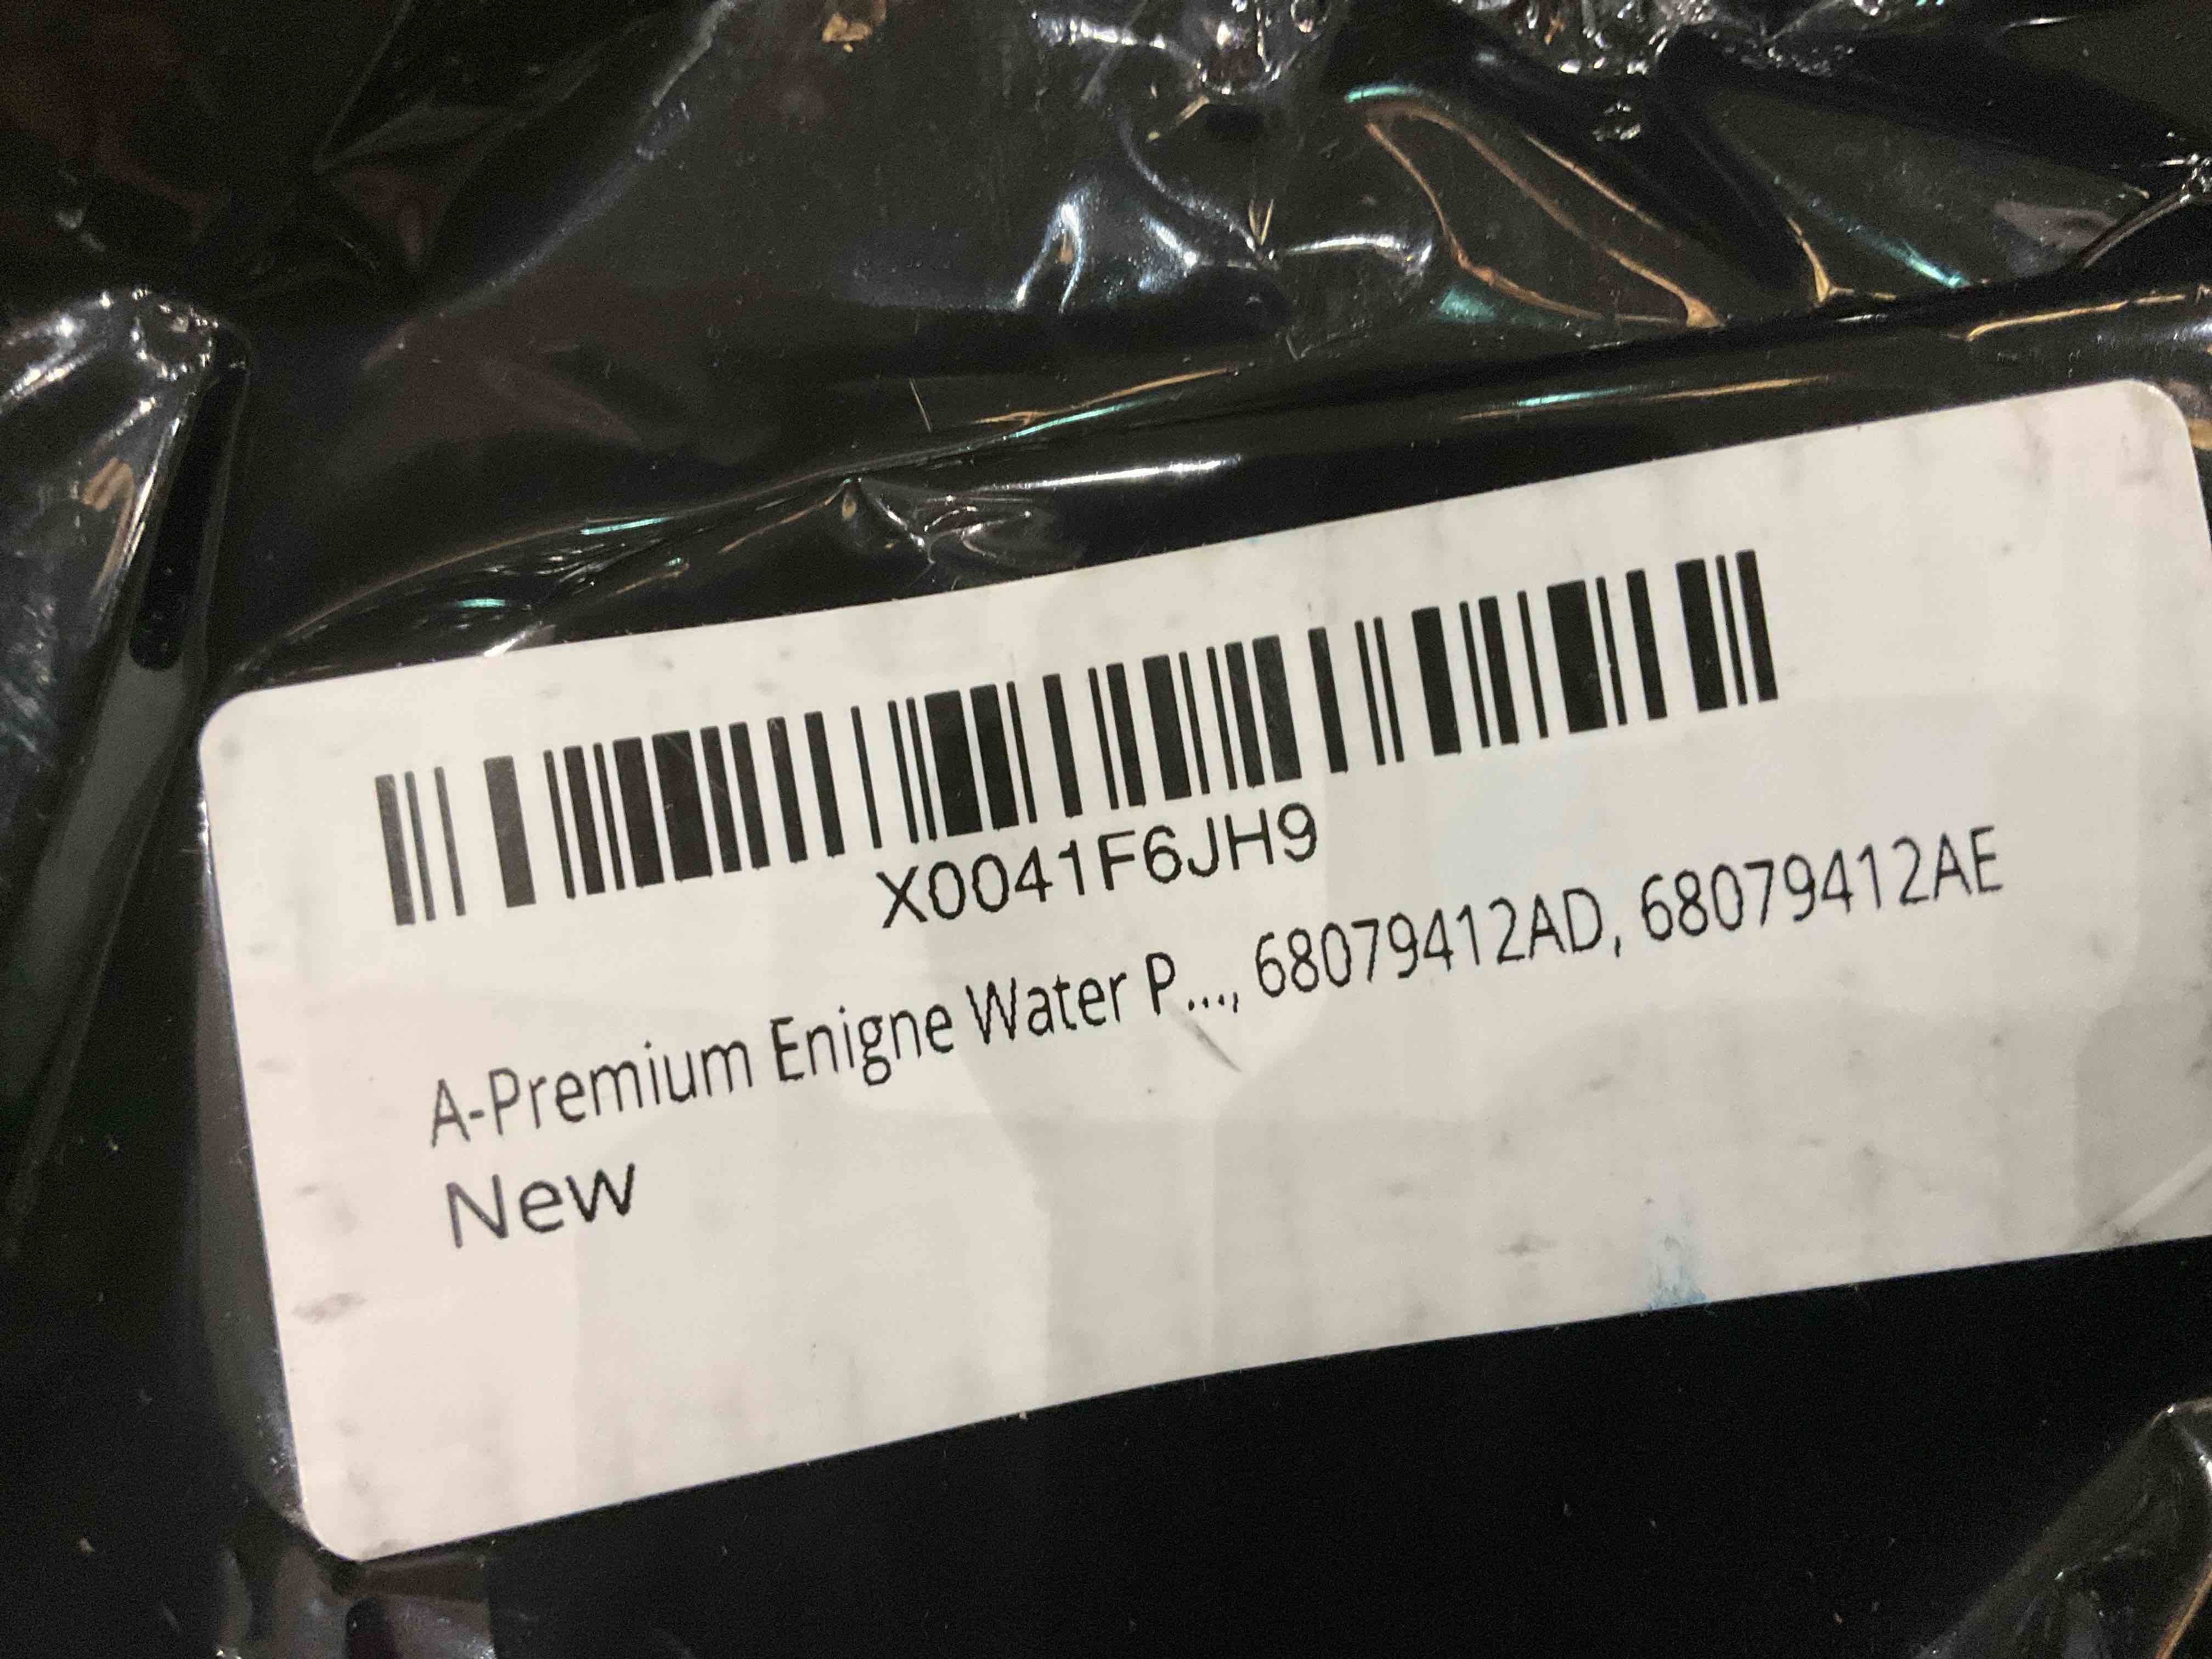 X0041F6JH9
A-Premium Enigne Water P..., 68079412AD, 68079412AE
New